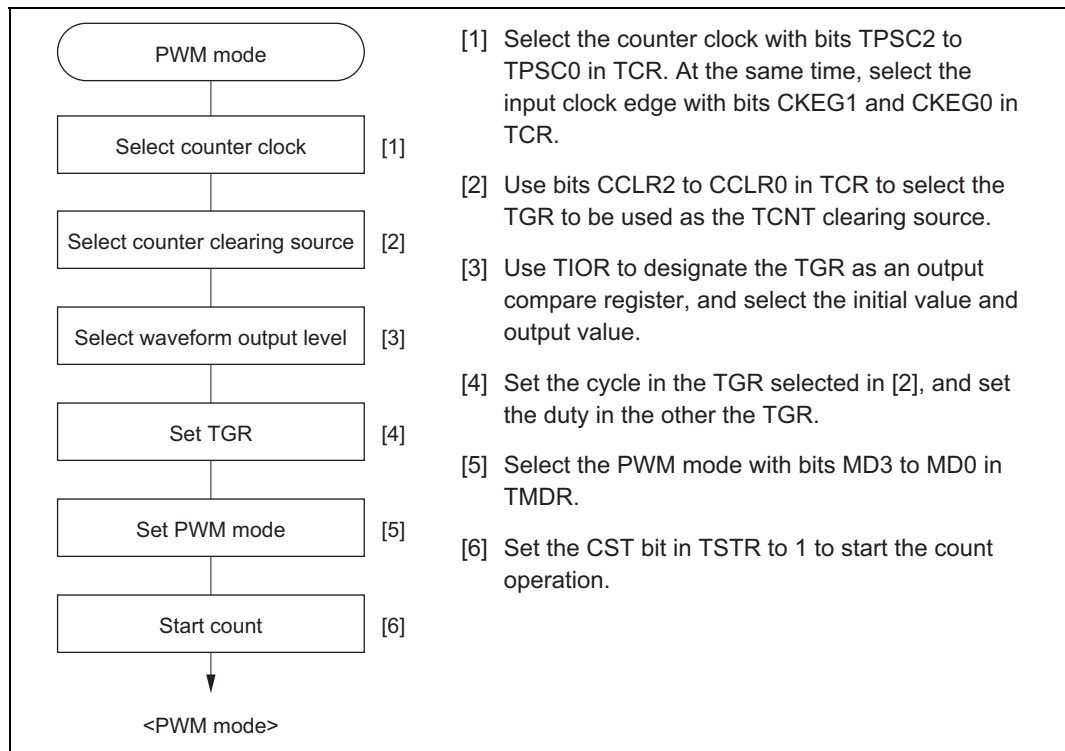 PWM mode
Select counter clock [1]
Select counter clearing source [2]
Select waveform output level [3]
Set TGR [4]
Set PWM mode [5]
Start count [6]
<PWM mode>
[1] Select the counter clock with bits TPSC2 to
TPSC0 in TCR. At the same time, select the
input clock edge with bits CKEG1 and CKEG0 in
TCR.
[2] Use bits CCLR2 to CCLR0 in TCR to select the
TGR to be used as the TCNT clearing source.
[3] Use TIOR to designate the TGR as an output
compare register, and select the initial value and
output value.
[4] Set the cycle in the TGR selected in [2], and set
the duty in the other the TGR.
[5] Select the PWM mode with bits MD3 to MD0 in
TMDR.
[6] Set the CST bit in TSTR to 1 to start the count
operation.